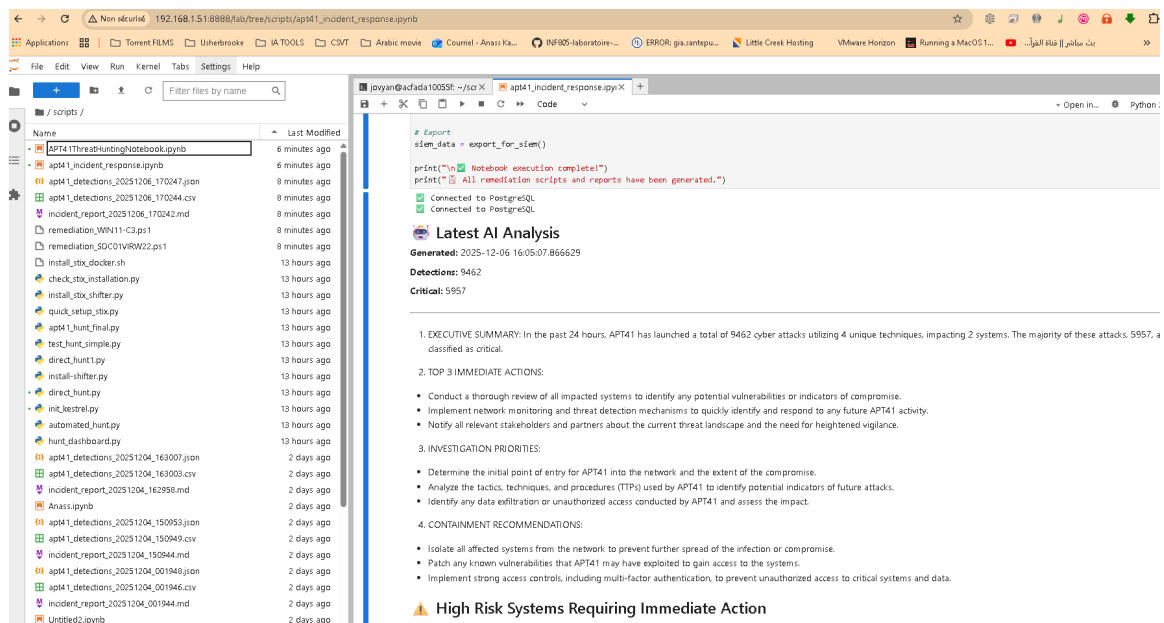 Non sécurisé 192.168.1.51:8888/lab/tree/scripts/apt41_incident_response.ipynb
Applications Torrent FILMS Usherbrooke IA TOOLS CSVT Arabic movie Courriel - Anass Ka... INF805-laboratoire-... ERROR: gia.santepu... Little Creek Hosting VMware Horizon Running a MacOS 1... بث مباشر || قناة القرآ...
File Edit View Run Kernel Tabs Settings Help
jovyan@acfada10055f: ~/scr apt41_incident_response.ipy
Filter files by name
Code Open in... Python
/ scripts /
Name Last Modified
APT41ThreatHuntingNotebook.ipynb 6 minutes ago
apt41_incident_response.ipynb 6 minutes ago
apt41_detections_20251206_170247.json 8 minutes ago
apt41_detections_20251206_170244.csv 8 minutes ago
incident_report_20251206_170242.md 8 minutes ago
remediation_WIN11-C3.ps1 8 minutes ago
remediation_SDC01VIRW22.ps1 8 minutes ago
install_stix_docker.sh 13 hours ago
check_stix_installation.py 13 hours ago
install_stix_shifter.py 13 hours ago
quick_setup_stix.py 13 hours ago
apt41_hunt_final.py 13 hours ago
test_hunt_simple.py 13 hours ago
direct_hunt1.py 13 hours ago
install-shifter.py 13 hours ago
direct_hunt.py 13 hours ago
init_kestrel.py 13 hours ago
automated_hunt.py 13 hours ago
hunt_dashboard.py 13 hours ago
apt41_detections_20251204_163007.json 2 days ago
apt41_detections_20251204_163003.csv 2 days ago
incident_report_20251204_162958.md 2 days ago
Anass.ipynb 2 days ago
apt41_detections_20251204_150953.json 2 days ago
apt41_detections_20251204_150949.csv 2 days ago
incident_report_20251204_150944.md 2 days ago
apt41_detections_20251204_001948.json 2 days ago
apt41_detections_20251204_001946.csv 2 days ago
incident_report_20251204_001944.md 2 days ago
Untitled2.ipynb 2 days ago
# Export
siem_data = export_for_siem()
print("\n✅ Notebook execution complete!")
print("📋 All remediation scripts and reports have been generated.")
✅ Connected to PostgreSQL
✅ Connected to PostgreSQL
🤖 Latest AI Analysis
Generated: 2025-12-06 16:05:07.866629
Detections: 9462
Critical: 5957
1. EXECUTIVE SUMMARY: In the past 24 hours, APT41 has launched a total of 9462 cyber attacks utilizing 4 unique techniques, impacting 2 systems. The majority of these attacks, 5957, a
classified as critical.
2. TOP 3 IMMEDIATE ACTIONS:
• Conduct a thorough review of all impacted systems to identify any potential vulnerabilities or indicators of compromise.
• Implement network monitoring and threat detection mechanisms to quickly identify and respond to any future APT41 activity.
• Notify all relevant stakeholders and partners about the current threat landscape and the need for heightened vigilance.
3. INVESTIGATION PRIORITIES:
• Determine the initial point of entry for APT41 into the network and the extent of the compromise.
• Analyze the tactics, techniques, and procedures (TTPs) used by APT41 to identify potential indicators of future attacks.
• Identify any data exfiltration or unauthorized access conducted by APT41 and assess the impact.
4. CONTAINMENT RECOMMENDATIONS:
• Isolate all affected systems from the network to prevent further spread of the infection or compromise.
• Patch any known vulnerabilities that APT41 may have exploited to gain access to the systems.
• Implement strong access controls, including multi-factor authentication, to prevent unauthorized access to critical systems and data.
⚠️ High Risk Systems Requiring Immediate Action